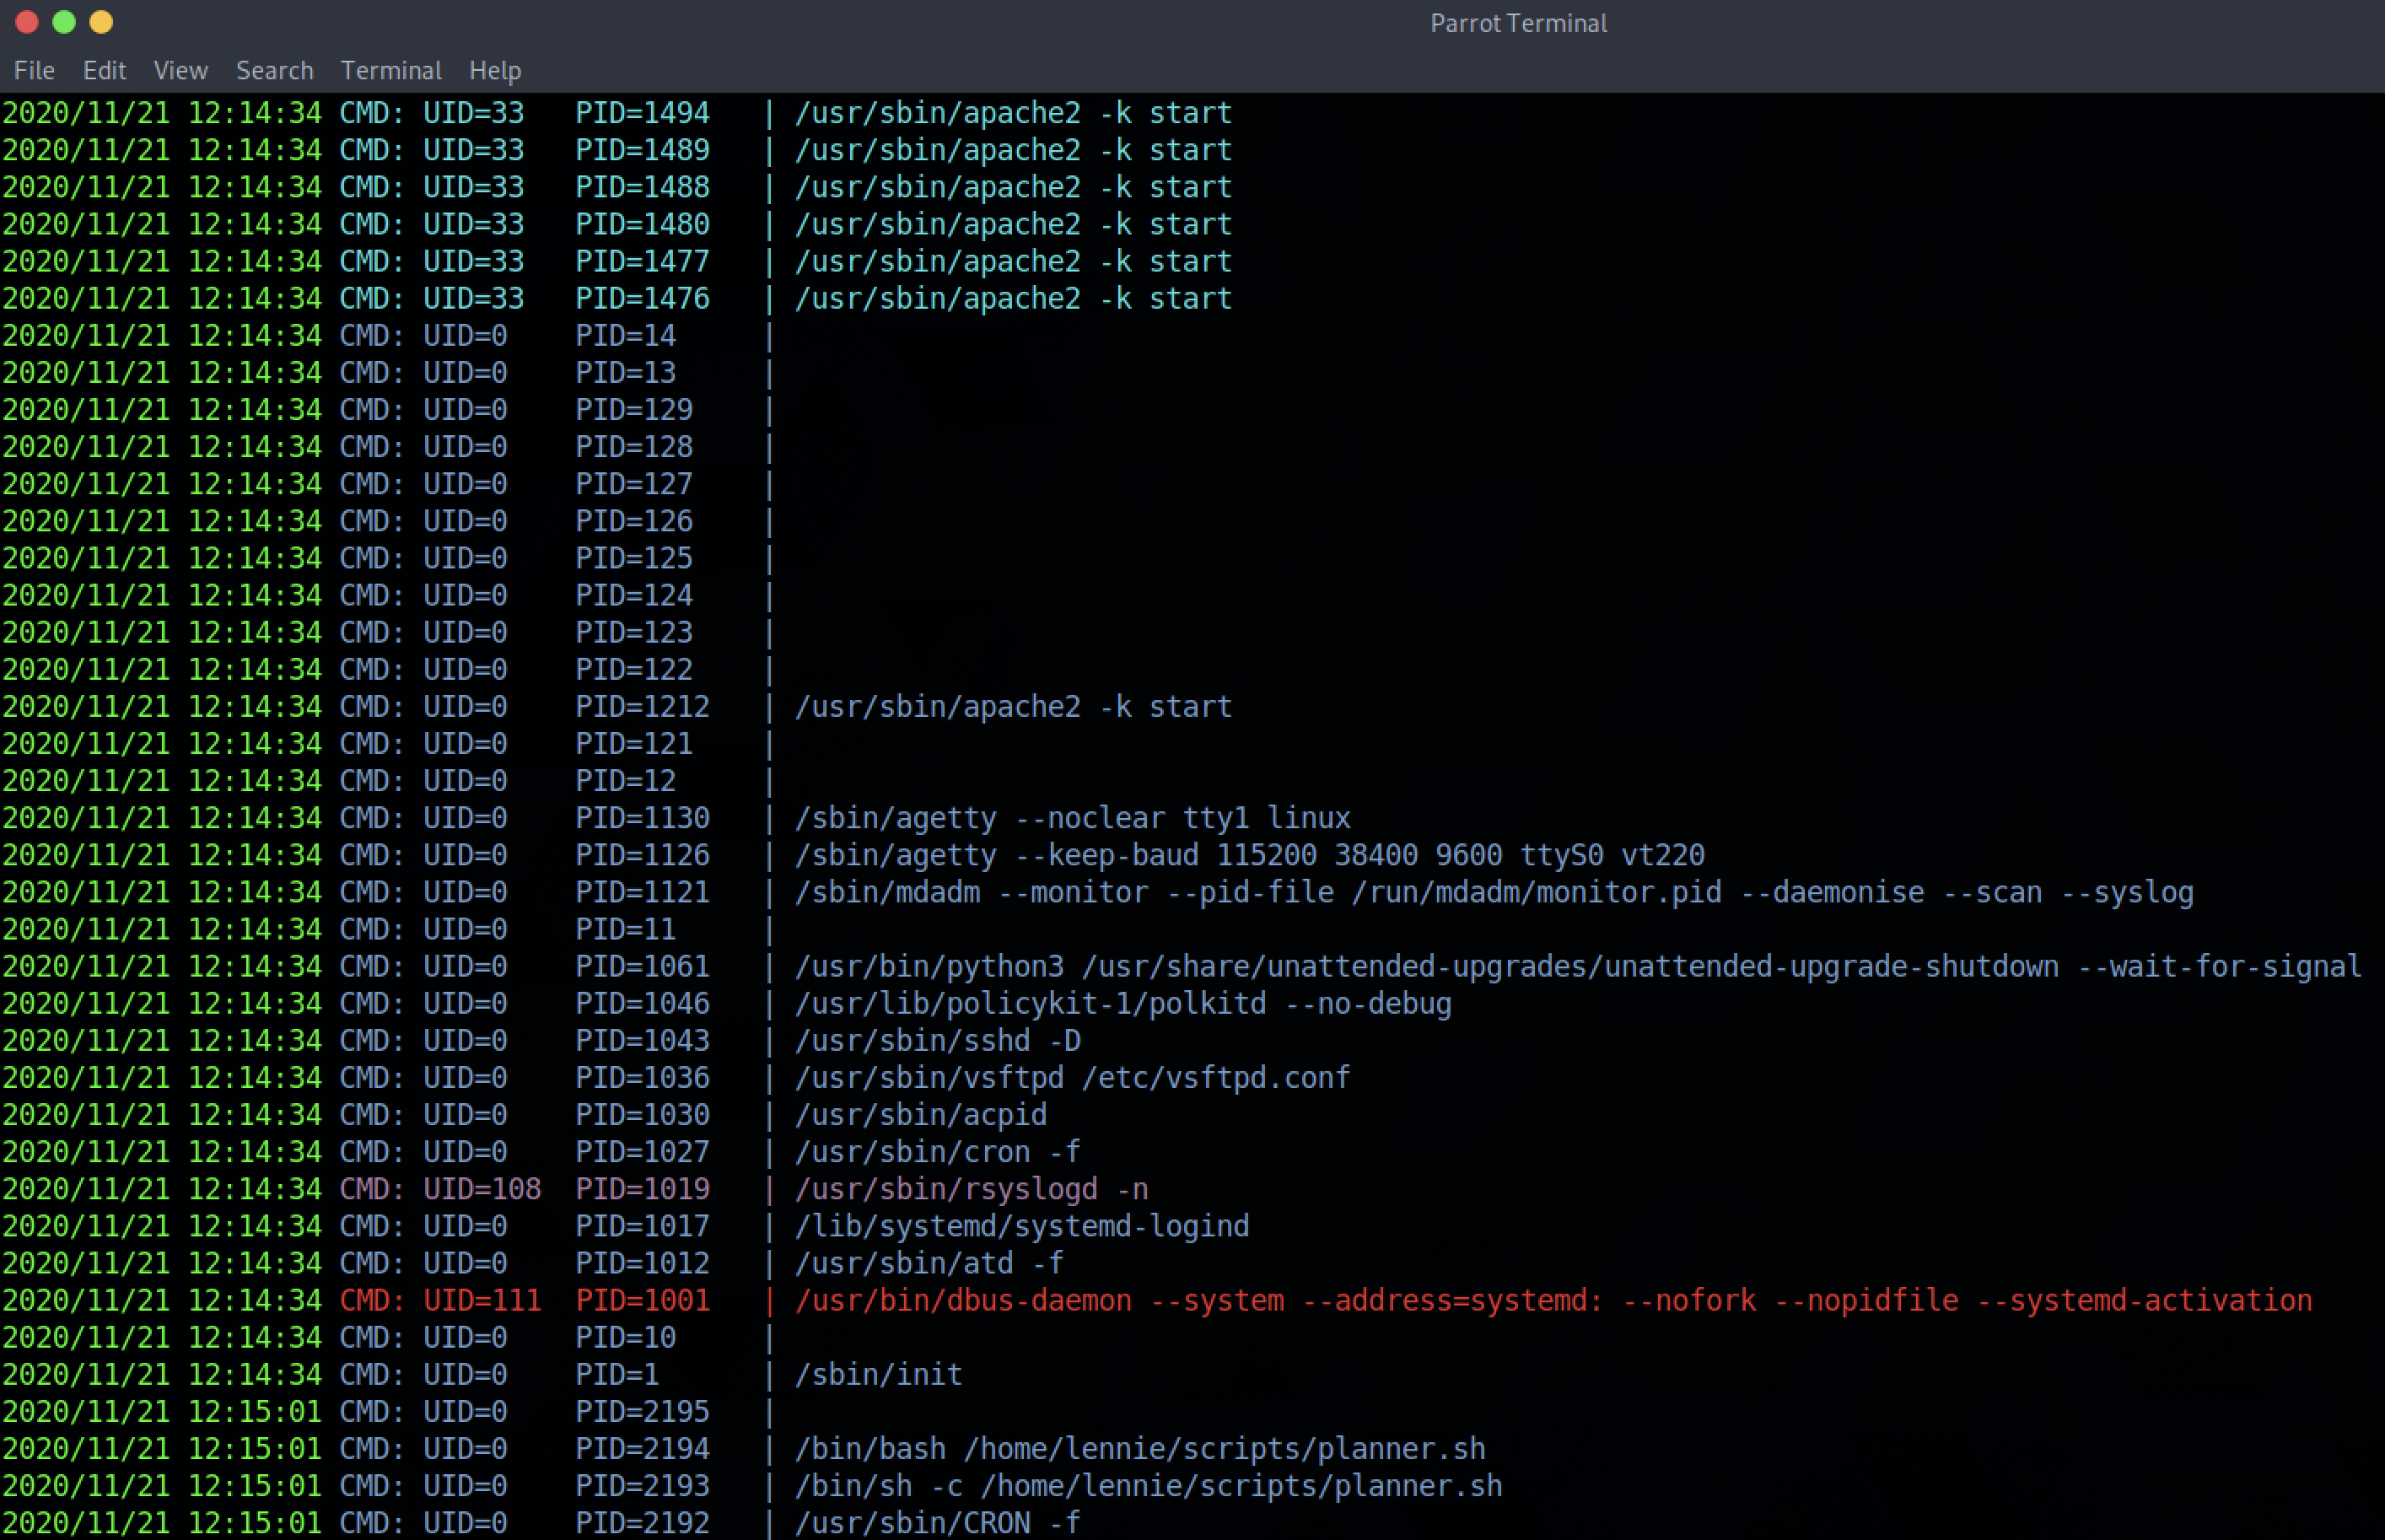 Parrot Terminal
File Edit View Search Terminal Help
2020/11/21 12:14:34 CMD: UID=33   PID=1494   | /usr/sbin/apache2 -k start
2020/11/21 12:14:34 CMD: UID=33   PID=1489   | /usr/sbin/apache2 -k start
2020/11/21 12:14:34 CMD: UID=33   PID=1488   | /usr/sbin/apache2 -k start
2020/11/21 12:14:34 CMD: UID=33   PID=1480   | /usr/sbin/apache2 -k start
2020/11/21 12:14:34 CMD: UID=33   PID=1477   | /usr/sbin/apache2 -k start
2020/11/21 12:14:34 CMD: UID=33   PID=1476   | /usr/sbin/apache2 -k start
2020/11/21 12:14:34 CMD: UID=0    PID=14     |
2020/11/21 12:14:34 CMD: UID=0    PID=13     |
2020/11/21 12:14:34 CMD: UID=0    PID=129    |
2020/11/21 12:14:34 CMD: UID=0    PID=128    |
2020/11/21 12:14:34 CMD: UID=0    PID=127    |
2020/11/21 12:14:34 CMD: UID=0    PID=126    |
2020/11/21 12:14:34 CMD: UID=0    PID=125    |
2020/11/21 12:14:34 CMD: UID=0    PID=124    |
2020/11/21 12:14:34 CMD: UID=0    PID=123    |
2020/11/21 12:14:34 CMD: UID=0    PID=122    |
2020/11/21 12:14:34 CMD: UID=0    PID=1212   | /usr/sbin/apache2 -k start
2020/11/21 12:14:34 CMD: UID=0    PID=121    |
2020/11/21 12:14:34 CMD: UID=0    PID=12     |
2020/11/21 12:14:34 CMD: UID=0    PID=1130   | /sbin/agetty --noclear tty1 linux
2020/11/21 12:14:34 CMD: UID=0    PID=1126   | /sbin/agetty --keep-baud 115200 38400 9600 ttyS0 vt220
2020/11/21 12:14:34 CMD: UID=0    PID=1121   | /sbin/mdadm --monitor --pid-file /run/mdadm/monitor.pid --daemonise --scan --syslog
2020/11/21 12:14:34 CMD: UID=0    PID=11     |
2020/11/21 12:14:34 CMD: UID=0    PID=1061   | /usr/bin/python3 /usr/share/unattended-upgrades/unattended-upgrade-shutdown --wait-for-signal
2020/11/21 12:14:34 CMD: UID=0    PID=1046   | /usr/lib/policykit-1/polkitd --no-debug
2020/11/21 12:14:34 CMD: UID=0    PID=1043   | /usr/sbin/sshd -D
2020/11/21 12:14:34 CMD: UID=0    PID=1036   | /usr/sbin/vsftpd /etc/vsftpd.conf
2020/11/21 12:14:34 CMD: UID=0    PID=1030   | /usr/sbin/acpid
2020/11/21 12:14:34 CMD: UID=0    PID=1027   | /usr/sbin/cron -f
2020/11/21 12:14:34 CMD: UID=108  PID=1019   | /usr/sbin/rsyslogd -n
2020/11/21 12:14:34 CMD: UID=0    PID=1017   | /lib/systemd/systemd-logind
2020/11/21 12:14:34 CMD: UID=0    PID=1012   | /usr/sbin/atd -f
2020/11/21 12:14:34 CMD: UID=111  PID=1001   | /usr/bin/dbus-daemon --system --address=systemd: --nofork --nopidfile --systemd-activation
2020/11/21 12:14:34 CMD: UID=0    PID=10     |
2020/11/21 12:14:34 CMD: UID=0    PID=1      | /sbin/init
2020/11/21 12:15:01 CMD: UID=0    PID=2195   |
2020/11/21 12:15:01 CMD: UID=0    PID=2194   | /bin/bash /home/lennie/scripts/planner.sh
2020/11/21 12:15:01 CMD: UID=0    PID=2193   | /bin/sh -c /home/lennie/scripts/planner.sh
2020/11/21 12:15:01 CMD: UID=0    PID=2192   | /usr/sbin/CRON -f